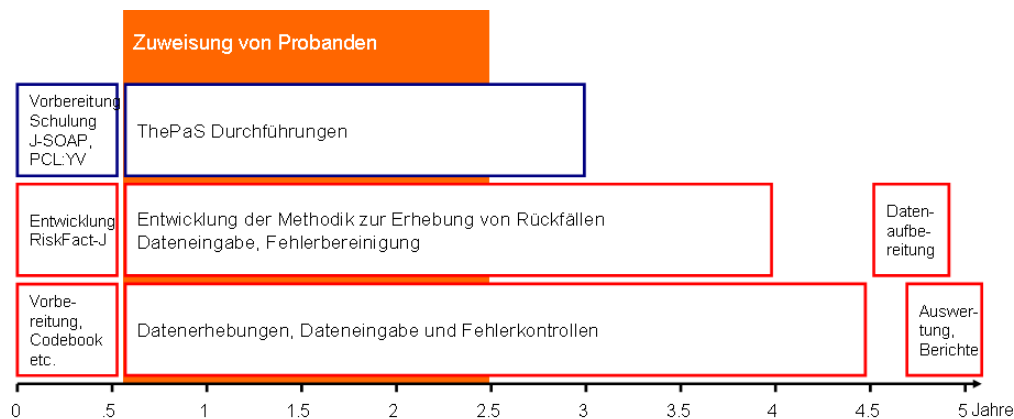 Zuweisung von Probanden
Vorbereitung
Schulung
J-SOAP,
PCL:YV
ThePaS Durchführungen
Entwicklung
RiskFact-J
Entwicklung der Methodik zur Erhebung von Rückfällen
Dateneingabe, Fehlerbereinigung
Daten-
aufbe-
reitung
Vorbe-
reitung,
Codebook
etc.
Datenerhebungen, Dateneingabe und Fehlerkontrollen
Auswer-
tung,
Berichte
0 .5 1 1.5 2 2.5 3 3.5 4 4.5 5 Jahre